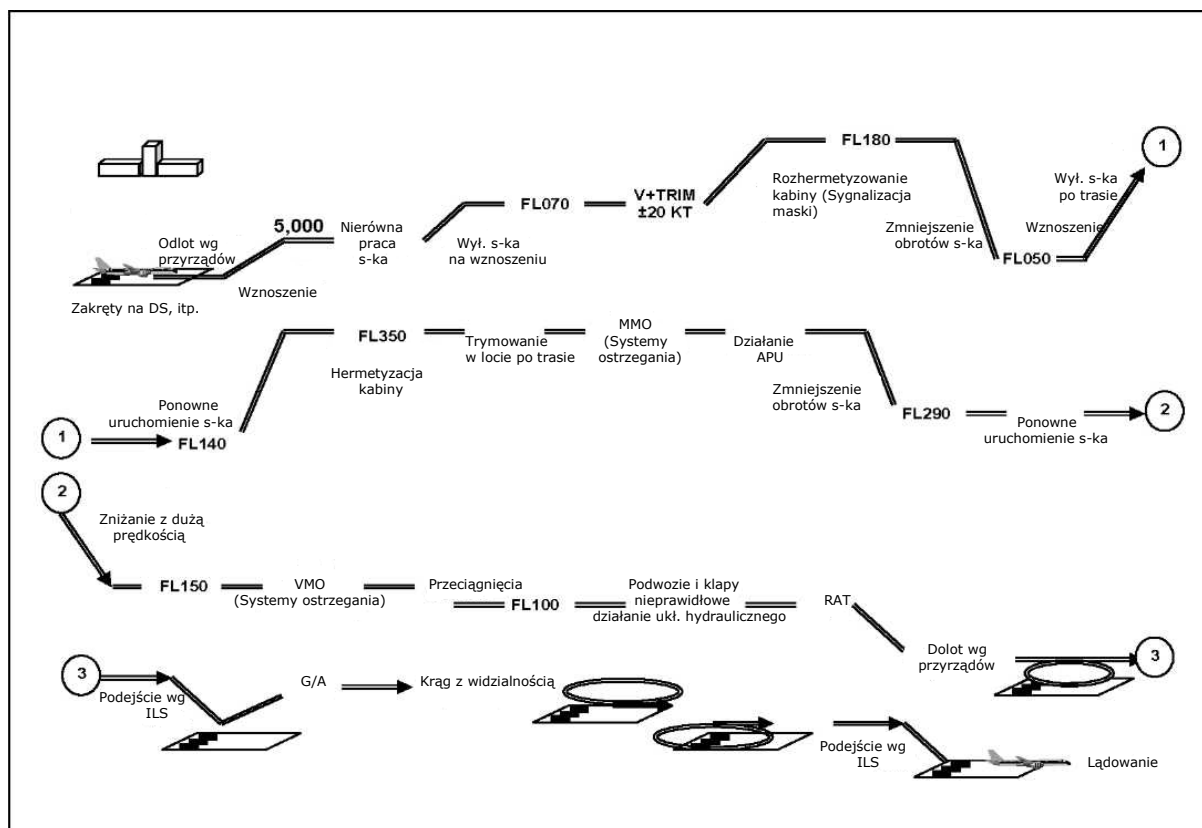 FL180
1
Rozhermetyzowanie
kabiny (Sygnalizacja
maski)
Wył. s-ka
po trasie
FL070
V+TRIM
±20 KT
5,000
Nierówna
praca
s-ka
Zmniejszenie
obrotów s-ka
Wznoszenie
Odlot wg
przyrządów
Wył. s-ka
na wznoszeniu
FL050
Wznoszenie
Zakręty na DS, itp.
FL350
Trymowanie
w locie po trasie
MMO
(Systemy
ostrzegania)
Działanie
APU
Hermetyzacja
kabiny
Zmniejszenie
obrotów s-ka
Ponowne
uruchomienie s-ka
1
FL140
FL290
Ponowne
uruchomienie s-ka
2
2
Zniżanie z dużą
prędkością
FL150
VMO
(Systemy ostrzegania)
Przeciągnięcia
FL100
Podwozie i klapy
nieprawidłowe
działanie ukł. hydraulicznego
RAT
Dolot wg
przyrządów
3
3
Podejście wg
ILS
G/A
Krąg z widzialnością
Podejście wg
ILS
Lądowanie